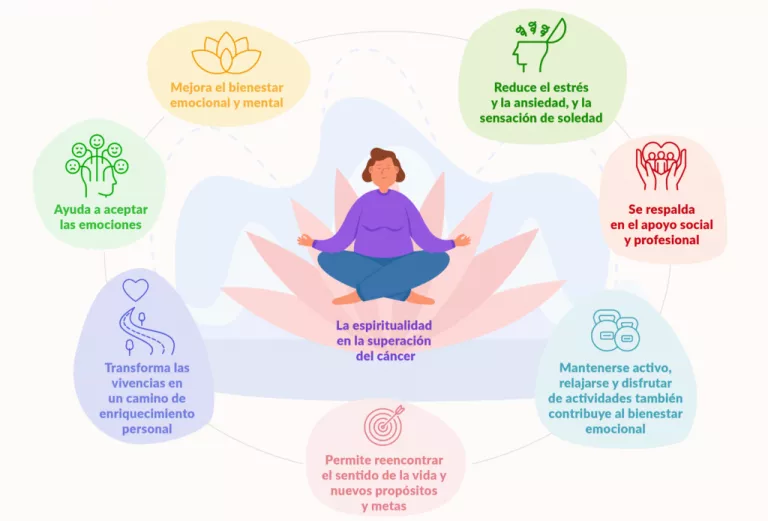 Mejora el bienestar
emocional y mental
Reduce el estrés
y la ansiedad, y la
sensación de soledad
Ayuda a aceptar
las emociones
Se respalda
en el apoyo social
y profesional
La espiritualidad
en la superación
del cáncer
Transforma las
vivencias en
un camino de
enriquecimiento
personal
Mantenerse activo,
relajarse y disfrutar
de actividades también
contribuye al bienestar
emocional
Permite reencontrar
el sentido de la vida y
nuevos propósitos
y metas